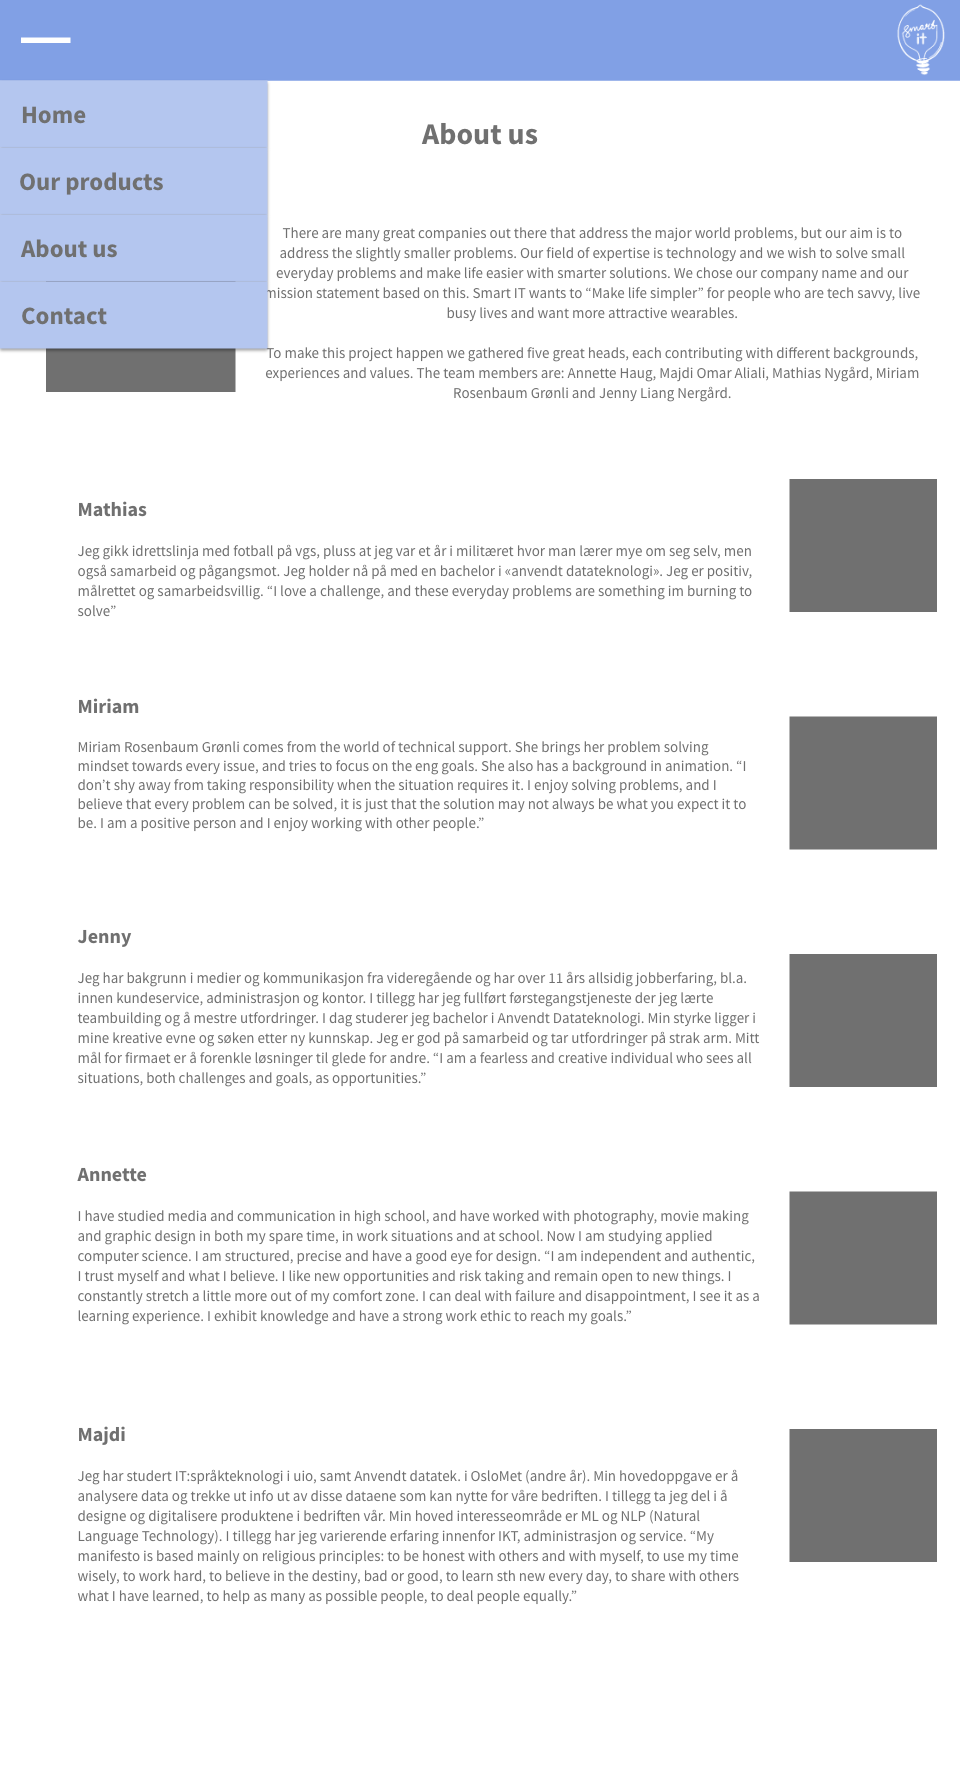 smart
it
Home
Our products
About us
Contact
About us
There are many great companies out there that address the major world problems, but our aim is to
address the slightly smaller problems. Our field of expertise is technology and we wish to solve small
everyday problems and make life easier with smarter solutions. We chose our company name and our
mission statement based on this. Smart IT wants to “Make life simpler” for people who are tech savvy, live
busy lives and want more attractive wearables.
To make this project happen we gathered five great heads, each contributing with different backgrounds,
experiences and values. The team members are: Annette Haug, Majdi Omar Aliali, Mathias Nygård, Miriam
Rosenbaum Grønli and Jenny Liang Nergård.
Mathias
Jeg gikk idrettslinja med fotball på vgs, pluss at jeg var et år i militæret hvor man lærer mye om seg selv, men
også samarbeid og pågangsmot. Jeg holder nå på med en bachelor i «anvendt datateknologi». Jeg er positiv,
målrettet og samarbeidsvillig. “I love a challenge, and these everyday problems are something im burning to
solve”
Miriam
Miriam Rosenbaum Grønli comes from the world of technical support. She brings her problem solving
mindset towards every issue, and tries to focus on the eng goals. She also has a background in animation. “I
don’t shy away from taking responsibility when the situation requires it. I enjoy solving problems, and I
believe that every problem can be solved, it is just that the solution may not always be what you expect it to
be. I am a positive person and I enjoy working with other people.”
Jenny
Jeg har bakgrunn i medier og kommunikasjon fra videregående og har over 11 års allsidig jobberfaring, bl.a.
innen kundeservice, administrasjon og kontor. I tillegg har jeg fullført førstegangstjeneste der jeg lærte
teambuilding og å mestre utfordringer. I dag studerer jeg bachelor i Anvendt Datateknologi. Min styrke ligger i
mine kreative evne og søken etter ny kunnskap. Jeg er god på samarbeid og tar utfordringer på strak arm. Mitt
mål for firmaet er å forenkle løsninger til glede for andre. “I am a fearless and creative individual who sees all
situations, both challenges and goals, as opportunities.”
Annette
I have studied media and communication in high school, and have worked with photography, movie making
and graphic design in both my spare time, in work situations and at school. Now I am studying applied
computer science. I am structured, precise and have a good eye for design. “I am independent and authentic,
I trust myself and what I believe. I like new opportunities and risk taking and remain open to new things. I
constantly stretch a little more out of my comfort zone. I can deal with failure and disappointment, I see it as a
learning experience. I exhibit knowledge and have a strong work ethic to reach my goals.”
Majdi
Jeg har studert IT:språkteknologi i uio, samt Anvendt datatek. i OsloMet (andre år). Min hovedoppgave er å
analysere data og trekke ut info ut av disse dataene som kan nytte for våre bedriften. I tillegg ta jeg del i å
designe og digitalisere produktene i bedriften vår. Min hoved interesseområde er ML og NLP (Natural
Language Technology). I tillegg har jeg varierende erfaring innenfor IKT, administrasjon og service. “My
manifesto is based mainly on religious principles: to be honest with others and with myself, to use my time
wisely, to work hard, to believe in the destiny, bad or good, to learn sth new every day, to share with others
what I have learned, to help as many as possible people, to deal people equally.”